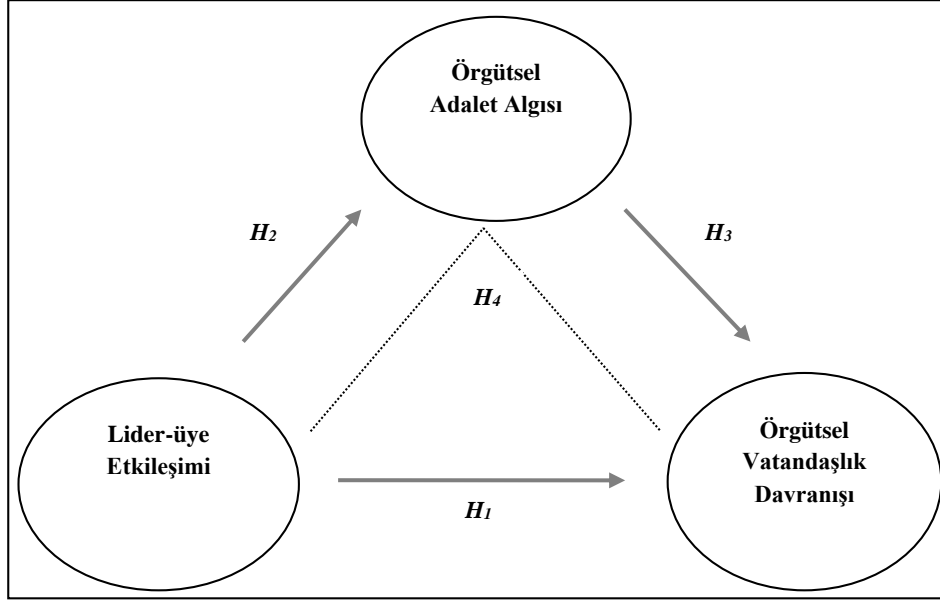 Örgütsel
Adalet Algısı
H2
H3
H4
Lider-üye
Etkileşimi
Örgütsel
Vatandaşlık
Davranışı
H1